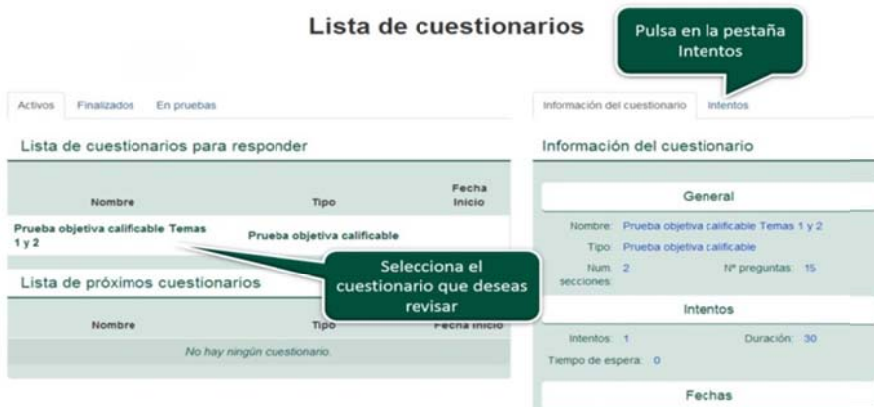 Lista de cuestionarios
Pulsa en la pestaña
Intentos
Activos Finalizados En pruebas
Lista de cuestionarios para responder
Nombre Tipo Fecha
Inicio
Prueba objetiva calificable Temas
1 y 2
Prueba objetiva calificable
Selecciona el
cuestionario que deseas
revisar
Lista de próximos cuestionarios
Nombre Tipo Fecha Inicio
No hay ningún cuestionario.
Información del cuestionario Intentos
Información del cuestionario
General
Nombre: Prueba objetiva calificable Temas 1 y 2
Tipo: Prueba objetiva calificable
Num. secciones: 2 Nº preguntas: 15
Intentos
Intentos: 1 Duración: 30
Tiempo de espera: 0
Fechas